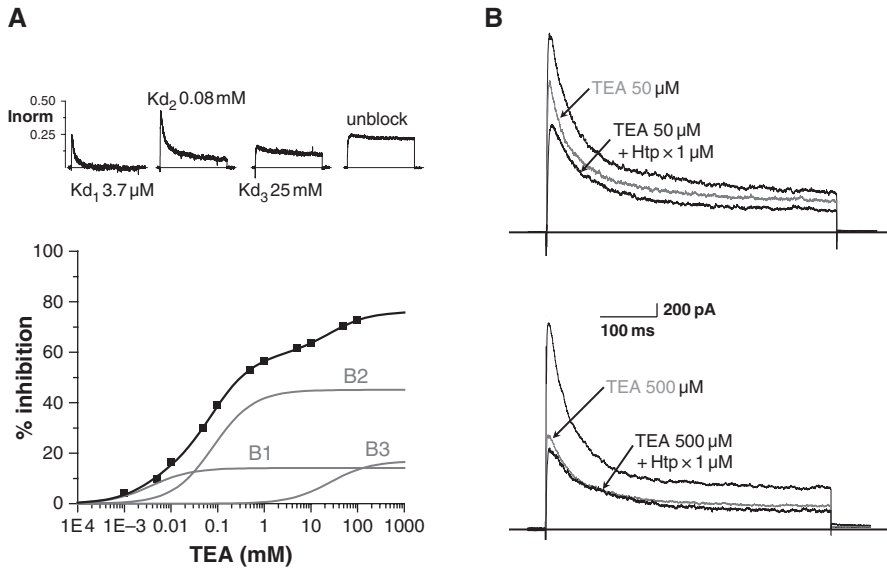 A
B
0.50
Inorm
0.25
Kd1 3.7 µM
Kd2 0.08 mM
Kd3 25 mM
unblock
100
80
60
40
20
0
% inhibition
B1
B2
B3
1E4
1E–3
0.01
0.1
1
10
100
1000
TEA (mM)
TEA 50 µM
TEA 50 µM
+ Htp × 1 µM
200 pA
100 ms
TEA 500 µM
TEA 500 µM
+ Htp × 1 µM